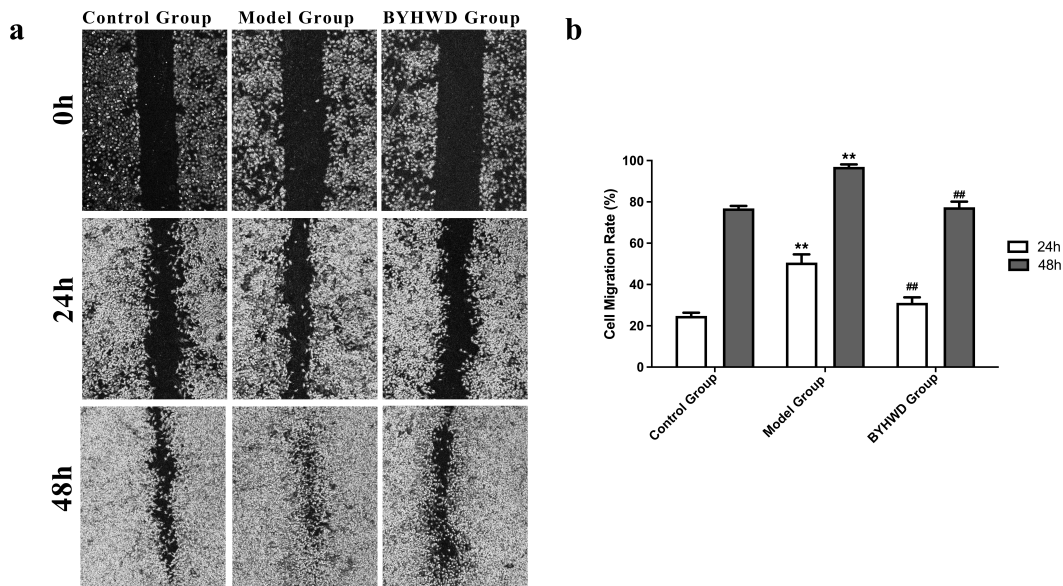 a
Control Group Model Group BYHWD Group
0h
24h
48h
b
Cell Migration Rate (%)
100
80
60
40
20
0
**
**
##
##
Control Group
Model Group
BYHWD Group
24h
48h